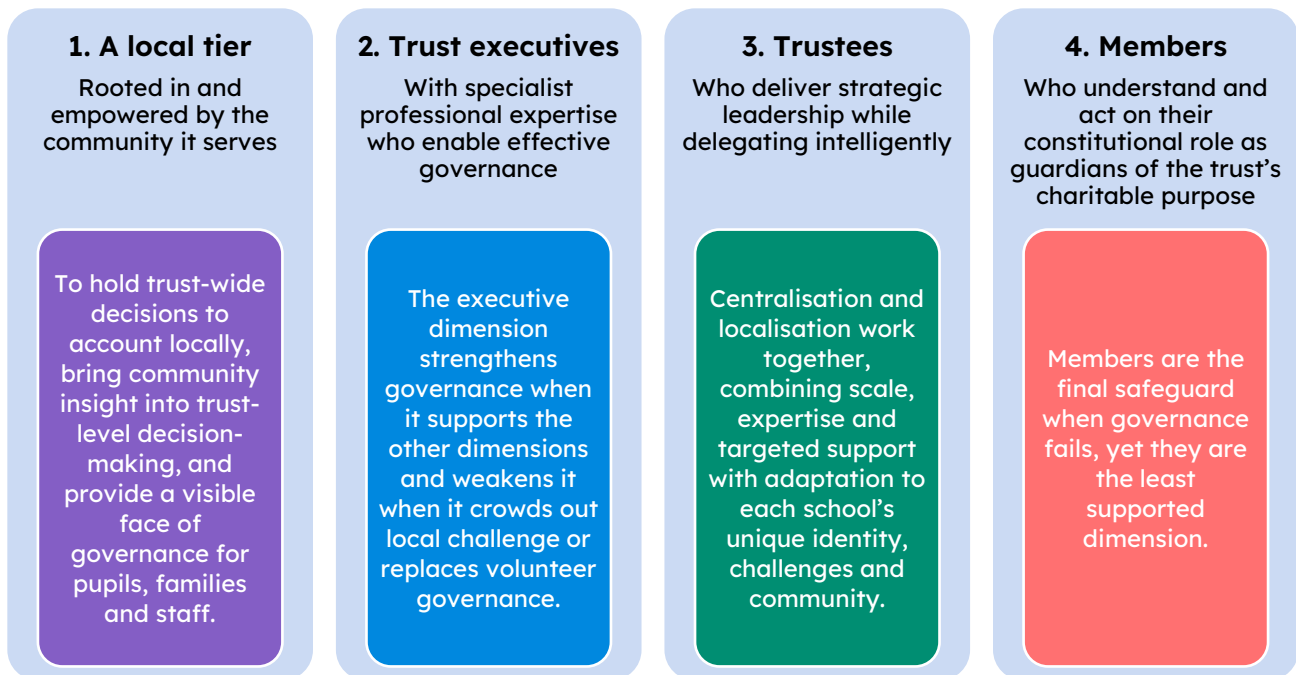 1. A local tier
Rooted in and
empowered by the
community it serves
To hold trust-wide
decisions to
account locally,
bring community
insight into trust-
level decision-
making, and
provide a visible
face of
governance for
pupils, families
and staff.
2. Trust executives
With specialist
professional expertise
who enable effective
governance
The executive
dimension
strengthens
governance when
it supports the
other dimensions
and weakens it
when it crowds out
local challenge or
replaces volunteer
governance.
3. Trustees
Who deliver strategic
leadership while
delegating intelligently
Centralisation and
localisation work
together,
combining scale,
expertise and
targeted support
with adaptation to
each school’s
unique identity,
challenges and
community.
4. Members
Who understand and
act on their
constitutional role as
guardians of the trust’s
charitable purpose
Members are the
final safeguard
when governance
fails, yet they are
the least
supported
dimension.